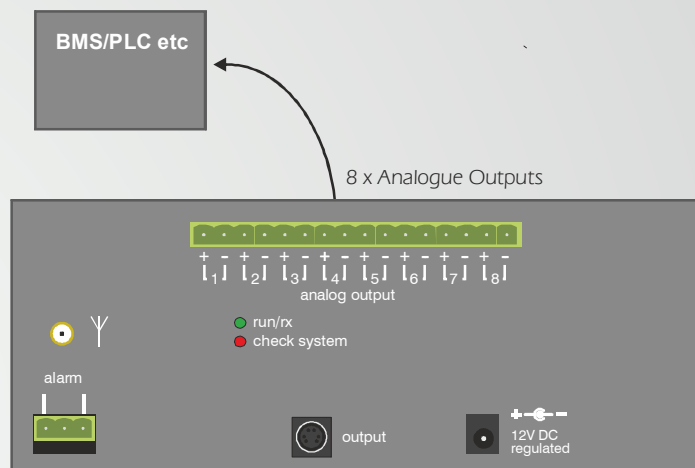 BMS/PLC etc
8 x Analogue Outputs
+ - + - + - + - + - + - + - + -
1 2 3 4 5 6 7 8
analog output
run/rx
check system
alarm
output
+ -
12V DC
regulated